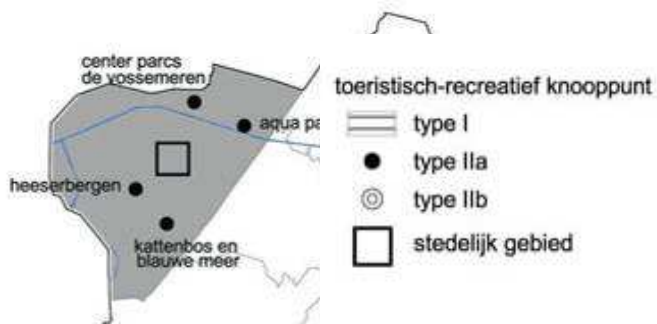 center parcs
de vossemeren
aqua pa
heeserbergen
kattenbos en
blauwe meer
toeristisch-recreatief knooppunt
type I
type IIa
type IIb
stedelijk gebied